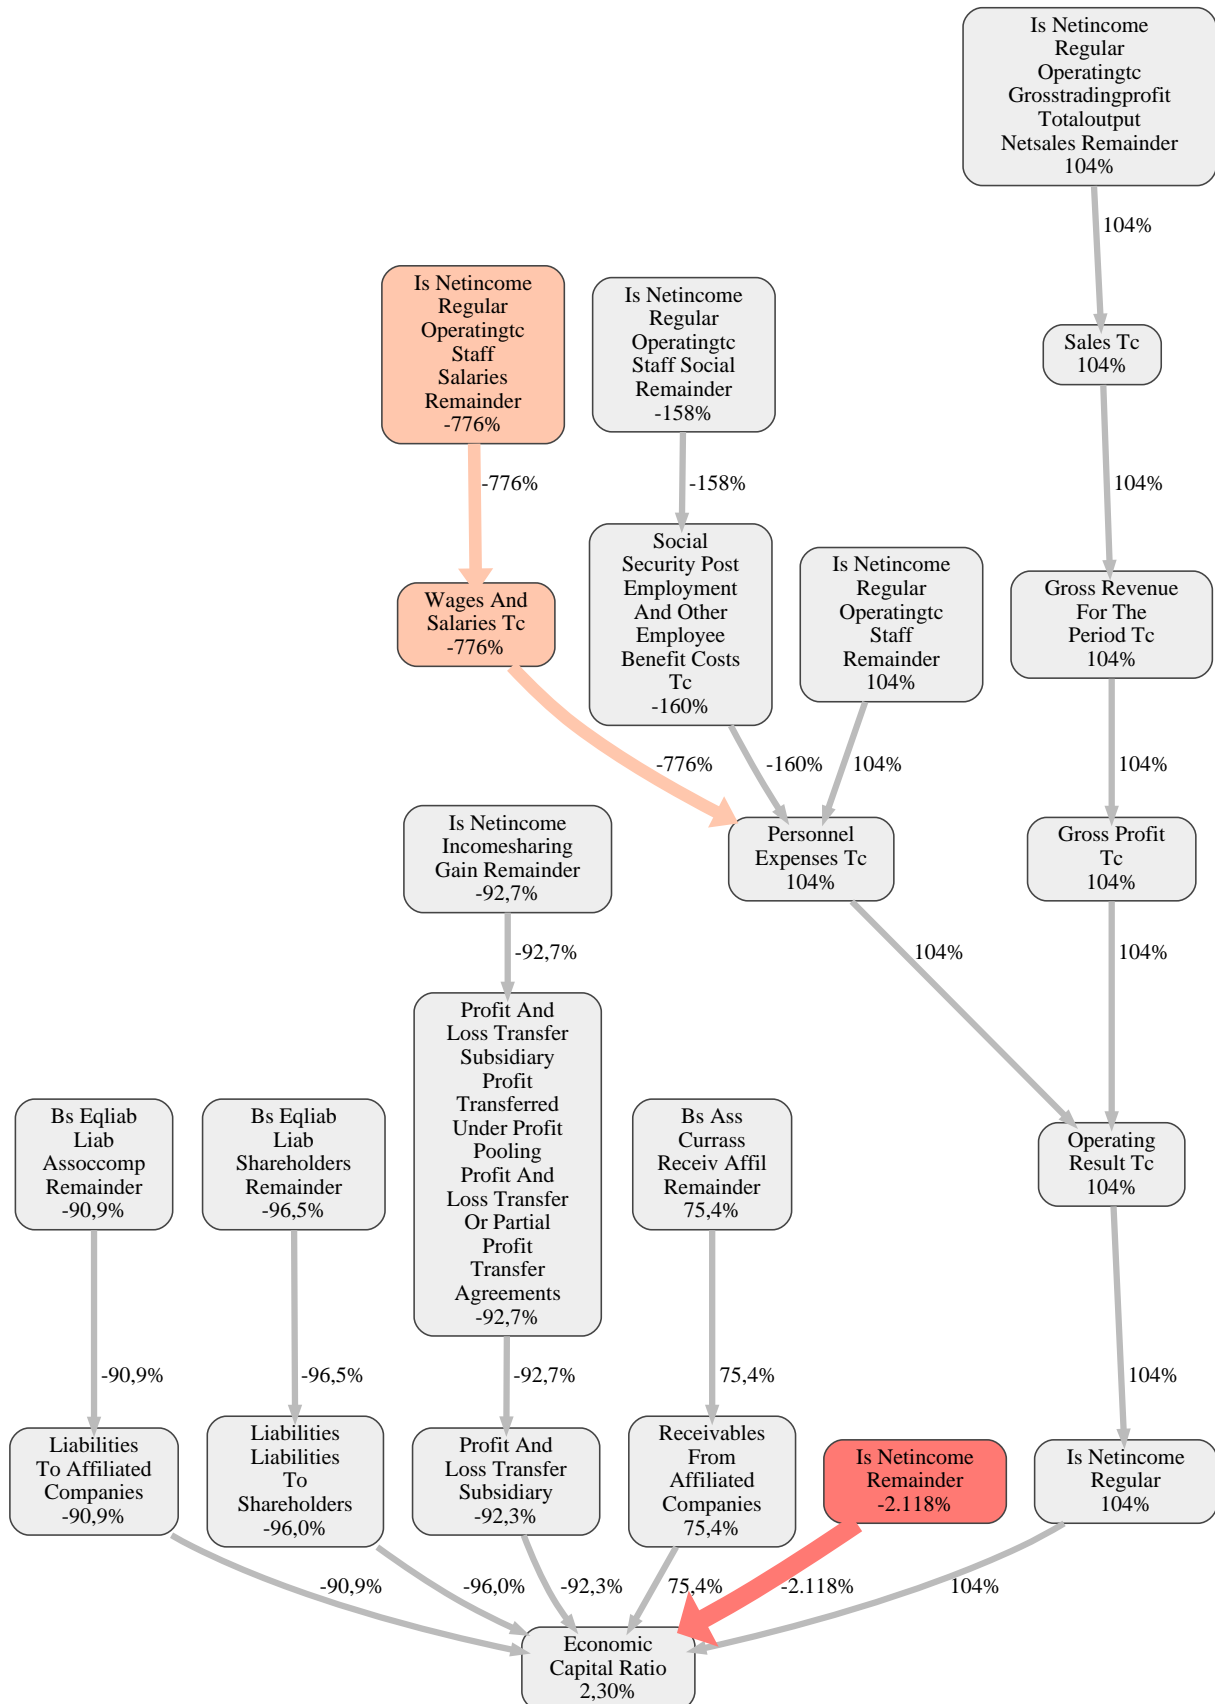 Is Netincome
Regular
Operatingtc
Grosstradingprofit
Totaloutput
Netsales Remainder
104%
104%
Is Netincome
Regular
Operatingtc
Staff
Salaries
Remainder
-776%
Is Netincome
Regular
Operatingtc
Staff Social
Remainder
-158%
Sales Tc
104%
-776%
-158%
104%
Wages And
Salaries Tc
-776%
Social
Security Post
Employment
And Other
Employee
Benefit Costs
Tc
-160%
Is Netincome
Regular
Operatingtc
Staff
Remainder
104%
Gross Revenue
For The
Period Tc
104%
-776%
-160%
104%
104%
Is Netincome
Incomesharing
Gain Remainder
-92,7%
Personnel
Expenses Tc
104%
Gross Profit
Tc
104%
-92,7%
104%
104%
Bs Eqliab
Liab
Assoccomp
Remainder
-90,9%
Bs Eqliab
Liab
Shareholders
Remainder
-96,5%
Profit And
Loss Transfer
Subsidiary
Profit
Transferred
Under Profit
Pooling
Profit And
Loss Transfer
Or Partial
Profit
Transfer
Agreements
-92,7%
Bs Ass
Currass
Receiv Affil
Remainder
75,4%
Operating
Result Tc
104%
-90,9%
-96,5%
-92,7%
75,4%
104%
Liabilities
To Affiliated
Companies
-90,9%
Liabilities
Liabilities
To
Shareholders
-96,0%
Profit And
Loss Transfer
Subsidiary
-92,3%
Receivables
From
Affiliated
Companies
75,4%
Is Netincome
Remainder
-2.118%
Is Netincome
Regular
104%
-90,9%
-96,0%
-92,3%
75,4%
-2.118%
104%
Economic
Capital Ratio
2,30%